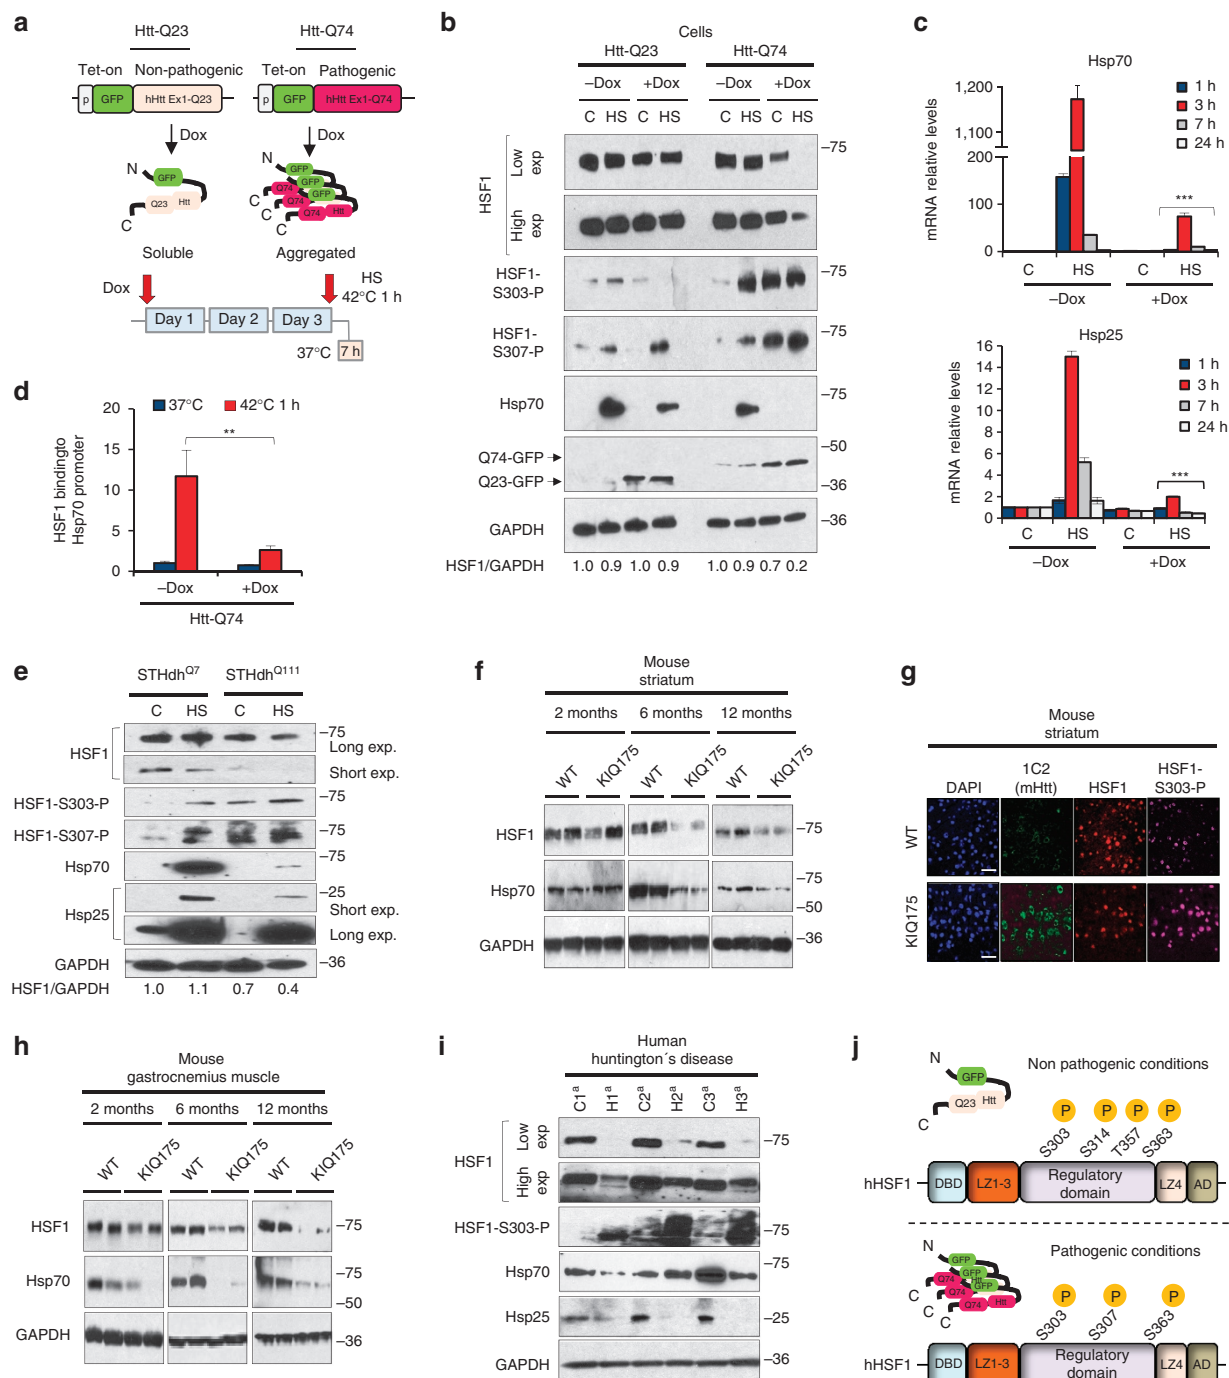 a
Htt-Q23
Htt-Q74
Tet-on
Non-pathogenic
Tet-on
Pathogenic
p
GFP
hHtt Ex1-Q23
p
GFP
hHtt Ex1-Q74
Dox
Dox
N
GFP
Q23
Htt
C
GFP
GFP
GFP
Q74
Q74
Q74
Htt
C
C
C
Soluble
Aggregated
Dox
HS
42°C 1 h
Day 1
Day 2
Day 3
37°C
7 h
b
Cells
Htt-Q23
Htt-Q74
–Dox
+Dox
–Dox
+Dox
C HS C HS C HS C HS
HSF1
Low exp
–75
High exp
HSF1-
S303-P
–75
HSF1-
S307-P
–75
Hsp70
–75
Q74-GFP
Q23-GFP
–50
–36
GAPDH
–36
HSF1/GAPDH 1.0 0.9 1.0 0.9 1.0 0.9 0.7 0.2
c
Hsp70
mRNA relative levels
1,200
1,100
200
100
0
1 h
3 h
7 h
24 h
***
C HS C HS
–Dox +Dox
Hsp25
mRNA relative levels
16
14
12
10
8
6
4
2
0
1 h
3 h
7 h
24 h
***
C HS C HS
–Dox +Dox
d
HSF1 bindingto
Hsp70 promoter
20
15
10
5
0
37°C
42°C 1 h
**
–Dox +Dox
Htt-Q74
e
STHdhQ7
STHdhQ111
C HS C HS
HSF1
–75
Long exp.
Short exp.
HSF1-S303-P –75
HSF1-S307-P –75
Hsp70 –75
Hsp25
–25
Short exp.
Long exp.
GAPDH –36
HSF1/GAPDH 1.0 1.1 0.7 0.4
f
Mouse
striatum
2 months 6 months 12 months
WT KIQ175 WT KIQ175 WT KIQ175
HSF1 –75
Hsp70
–75
–50
GAPDH –36
g
Mouse
striatum
DAPI
1C2
(mHtt)
HSF1
HSF1-
S303-P
WT
KIQ175
h
Mouse
gastrocnemius muscle
2 months 6 months 12 months
WT KIQ175 WT KIQ175 WT KIQ175
HSF1 –75
Hsp70
–75
–50
GAPDH –36
i
Human
huntington´s disease
C1a H1a C2a H2a C3a H3a
HSF1
Low exp
–75
High exp
HSF1-S303-P –75
Hsp70 –75
Hsp25 –25
GAPDH –36
j
N
GFP
Q23
Htt
C
Non pathogenic conditions
P P P P
S303 S314 T357 S363
hHSF1
DBD
LZ1-3
Regulatory
domain
LZ4
AD
N
GFP
GFP
Htt
GFP
Q74
Q74
Q74
Htt
C
C
C
Pathogenic conditions
P P P
S303 S307 S363
hHSF1
DBD
LZ1-3
Regulatory
domain
LZ4
AD